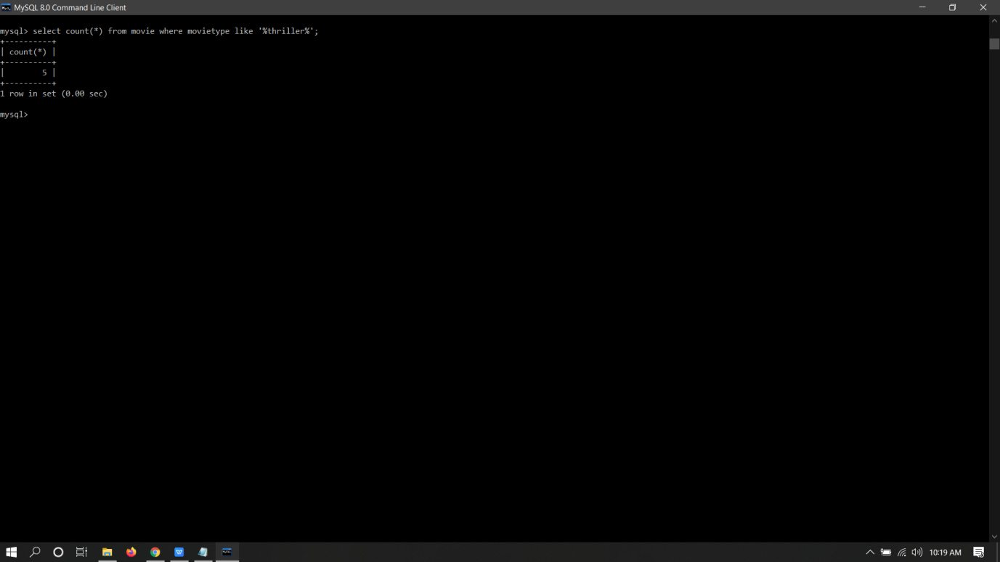 MySQL 8.0 Command Line Client
mysql> select count(*) from movie where movietype like '%thriller%';
+----------+
| count(*) |
+----------+
|        5 |
+----------+
1 row in set (0.00 sec)
mysql>
10:19 AM